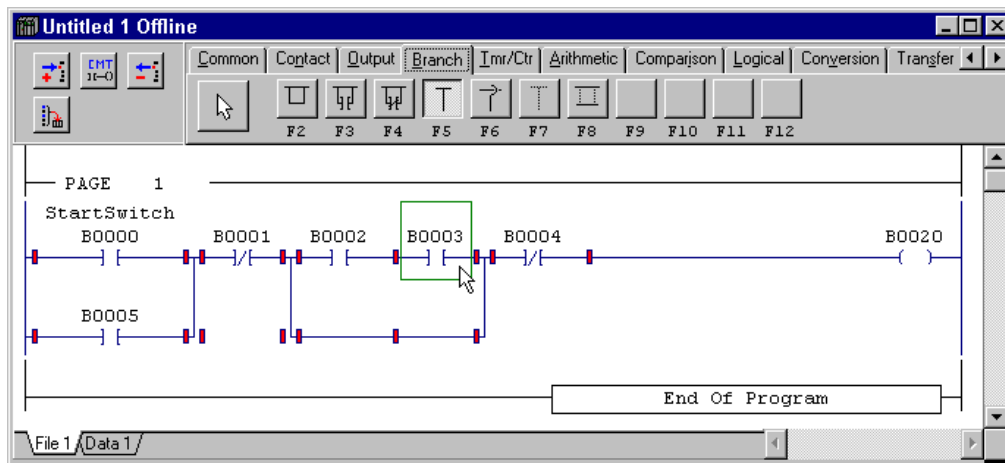 Untitled 1 Offline
CMT
Common Contact Output Branch Tmr/Ctr Arithmetic Comparison Logical Conversion Transfer
F2 F3 F4 F5 F6 F7 F8 F9 F10 F11 F12
PAGE 1
StartSwitch
B0000 B0001 B0002 B0003 B0004 B0020
B0005
End Of Program
File 1 Data 1